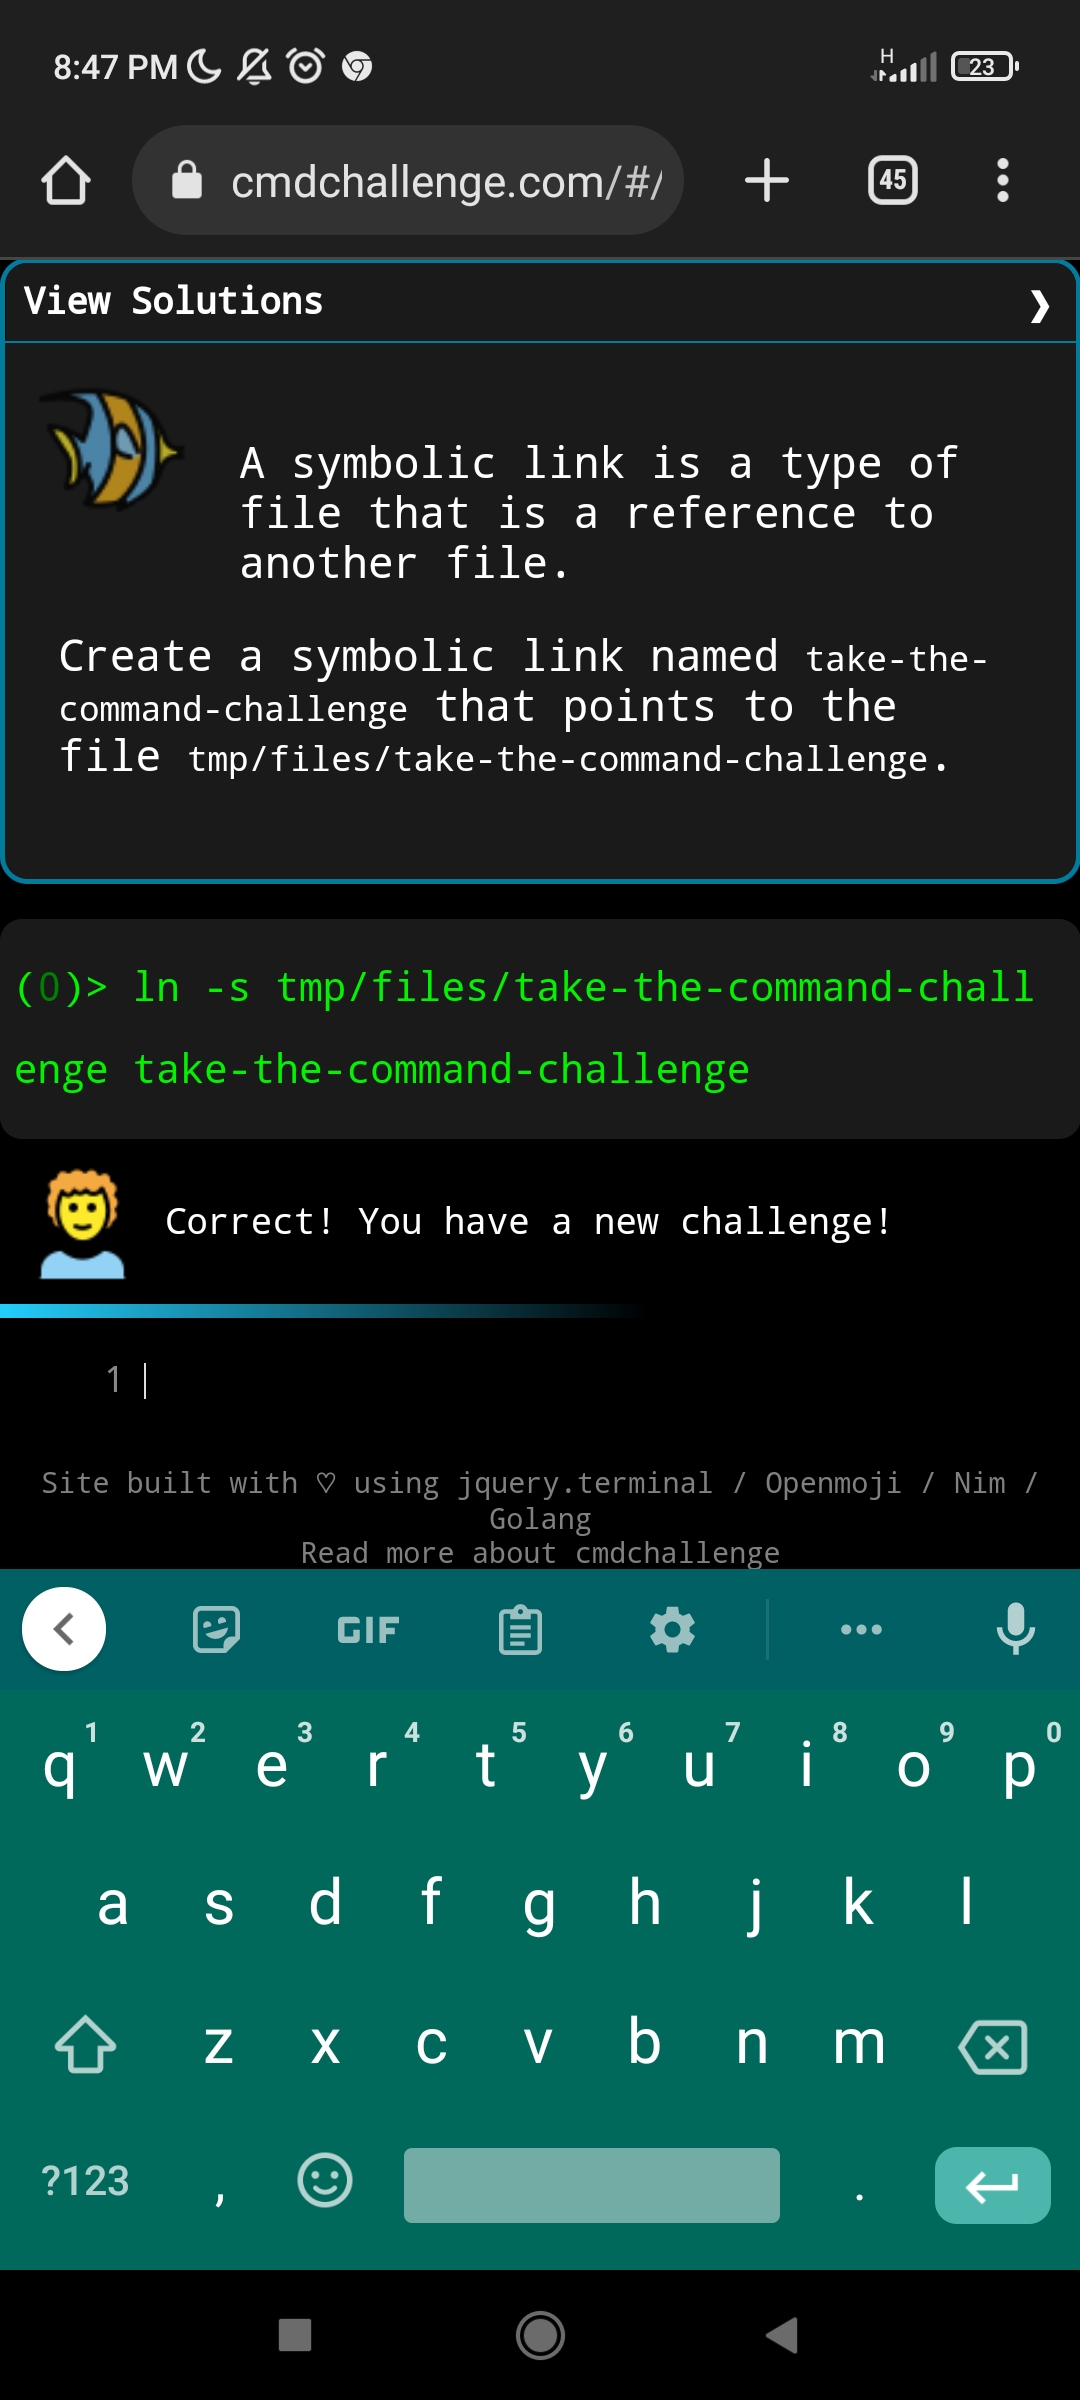 8:47 PM
H
23
cmdchallenge.com/#/
45
View Solutions ❯
A symbolic link is a type of
file that is a reference to
another file.
Create a symbolic link named take-the-
command-challenge that points to the
file tmp/files/take-the-command-challenge.
(0)> ln -s tmp/files/take-the-command-chall
enge take-the-command-challenge
Correct! You have a new challenge!
1
Site built with ♡ using jquery.terminal / Openmoji / Nim /
Golang
Read more about cmdchallenge
GIF
1 2 3 4 5 6 7 8 9 0
q w e r t y u i o p
a s d f g h j k l
z x c v b n m
?123 , .